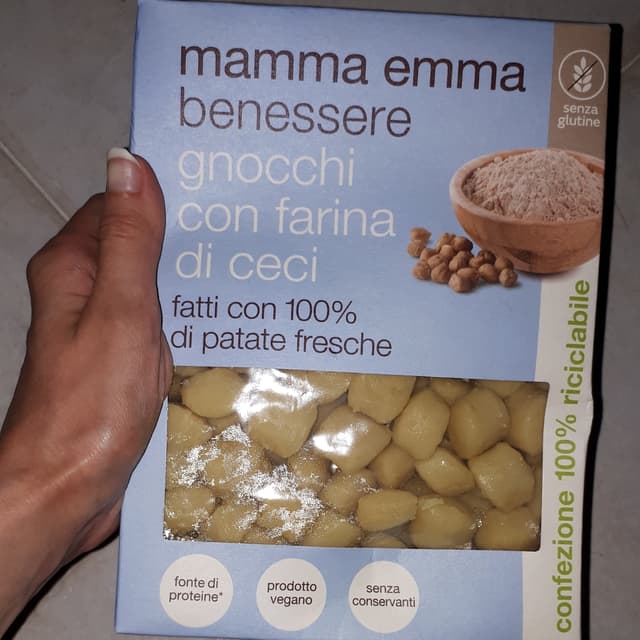 mamma emma
benessere
gnocchi
con farina
di ceci
fatti con 100%
di patate fresche
senza
glutine
confezione 100% riciclabile
fonte di
proteine*
prodotto
vegano
senza
conservanti